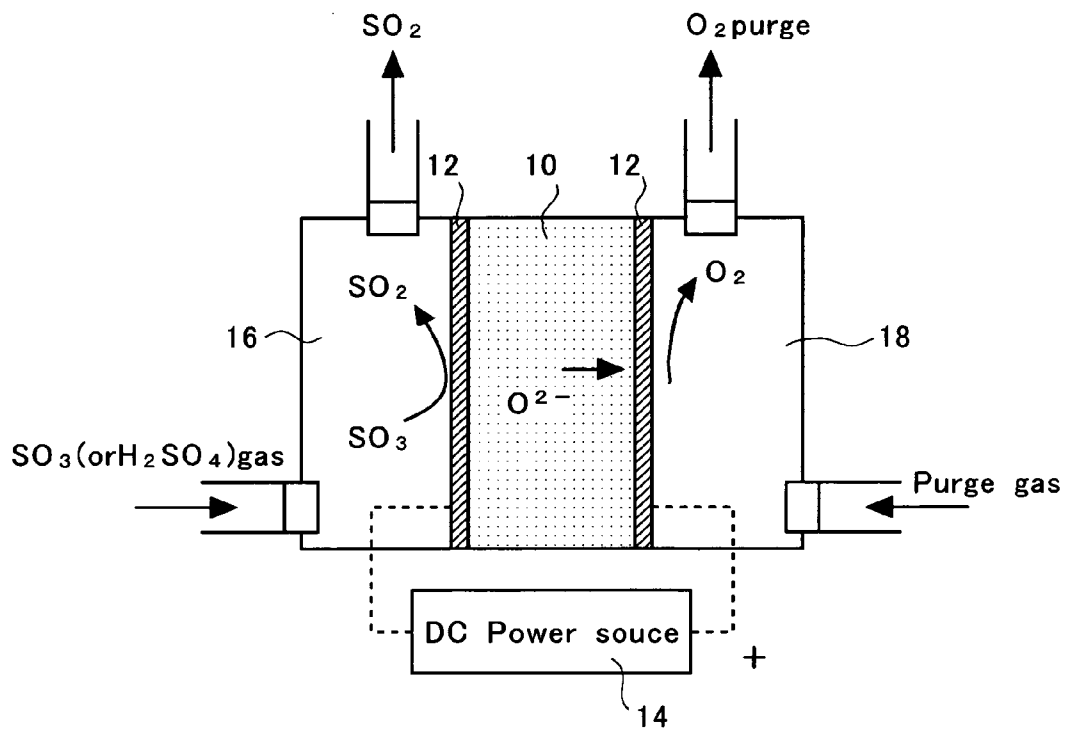 SO₂
O₂purge
12
10
12
SO₂
O₂
16
18
O²⁻
SO₃
SO₃(orH₂SO₄)gas
Purge gas
DC Power souce
+
14